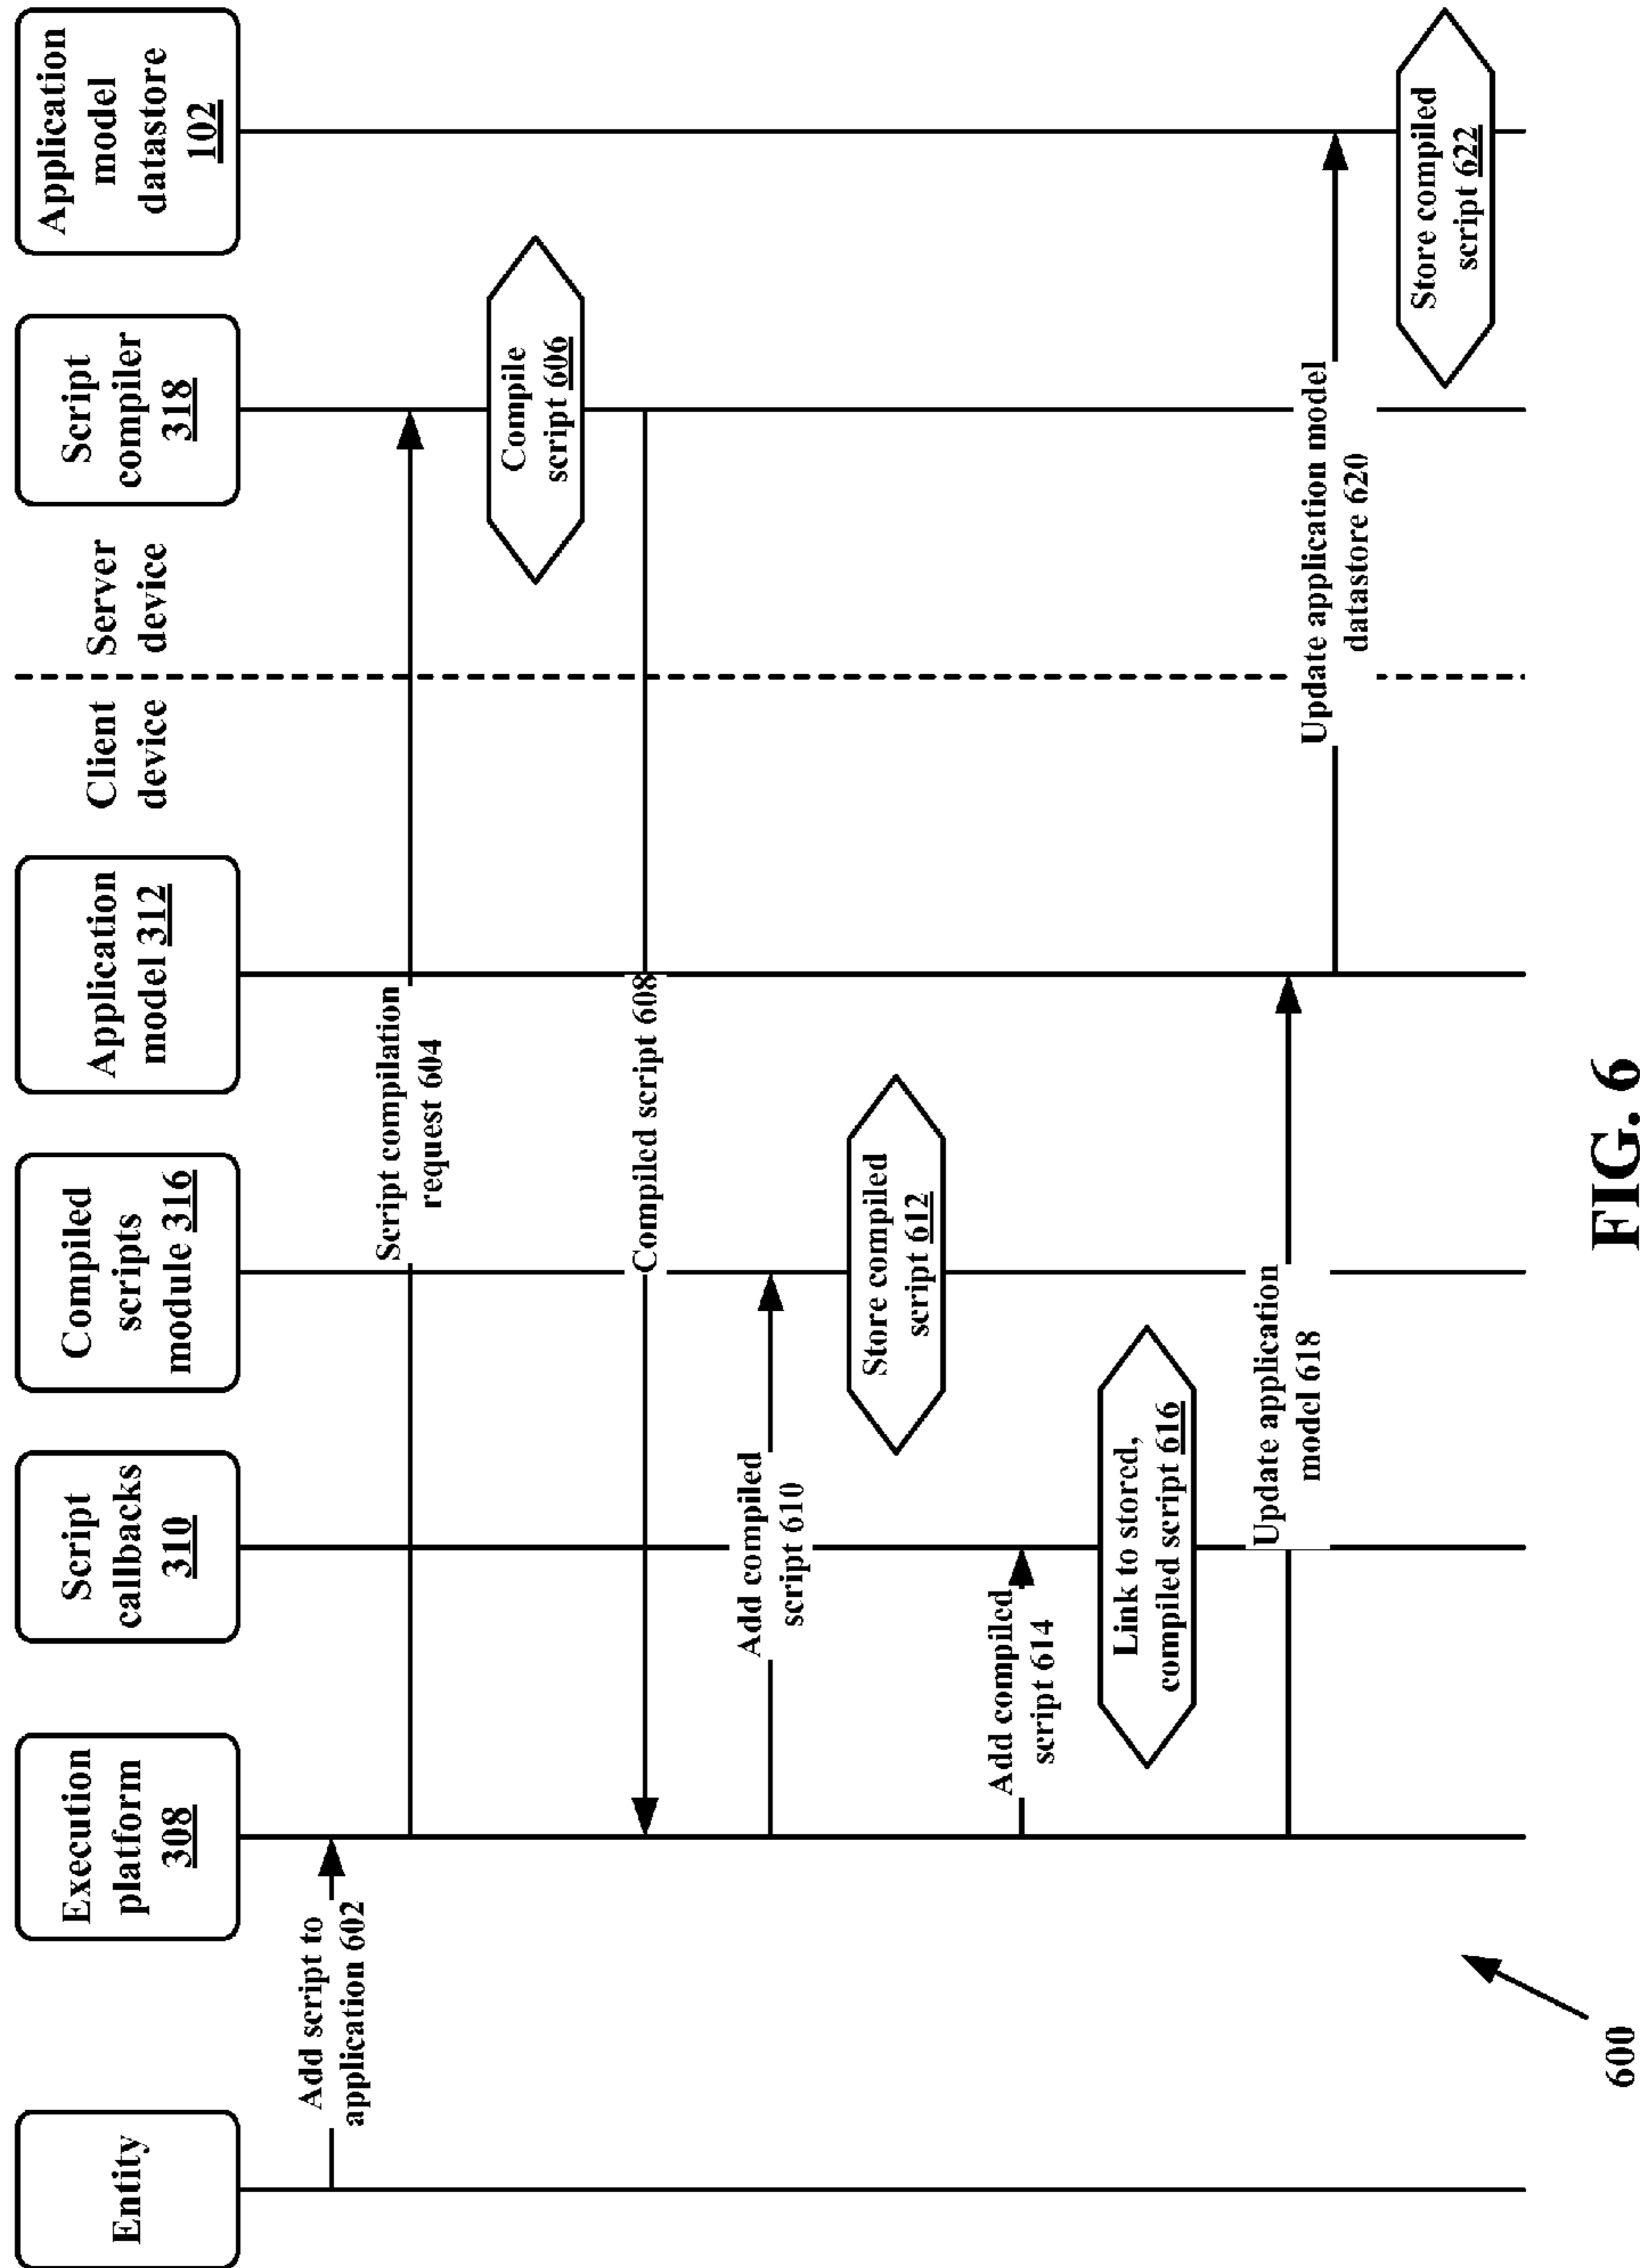 Entity
Execution
platform
308
Script
callbacks
310
Compiled
scripts
module 316
Application
model 312
Client
device
Server
device
Script
compiler
318
Application
model
datastore
102
Add script to
application 602
Script compilation
request 604
Compile
script 606
Compiled script 608
Add compiled
script 610
Store compiled
script 612
Add compiled
script 614
Link to stored,
compiled script 616
Update application
model 618
Update application model
datastore 620
Store compiled
script 622
600
FIG. 6